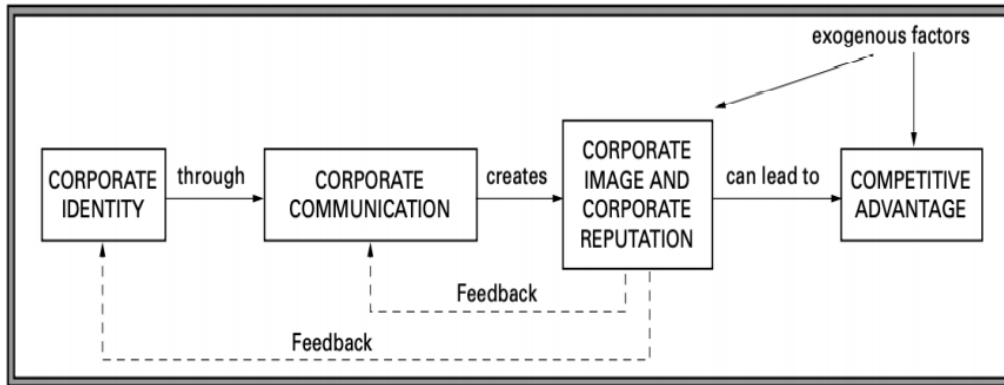 exogenous factors
CORPORATE
IDENTITY
through
CORPORATE
COMMUNICATION
creates
CORPORATE
IMAGE AND
CORPORATE
REPUTATION
can lead to
COMPETITIVE
ADVANTAGE
Feedback
Feedback